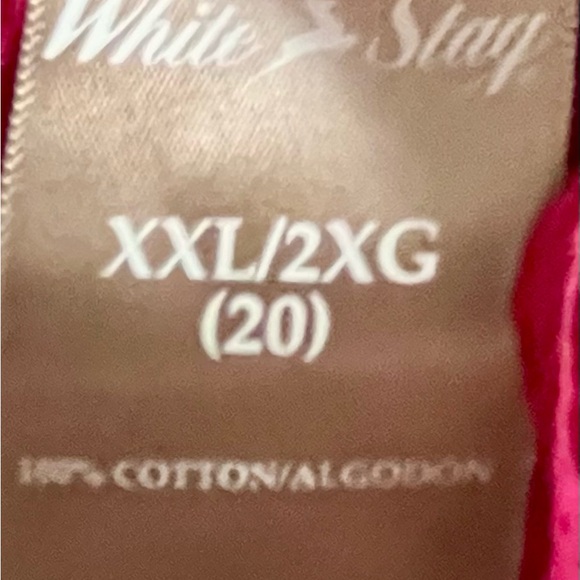 White Stag
XXL/2XG
(20)
100% COTTON/ALGODON